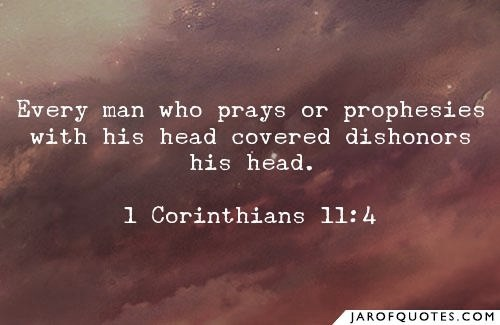 Every man who prays or prophesies
with his head covered dishonors
his head.
1 Corinthians 11:4
JAROFQUOTES.COM